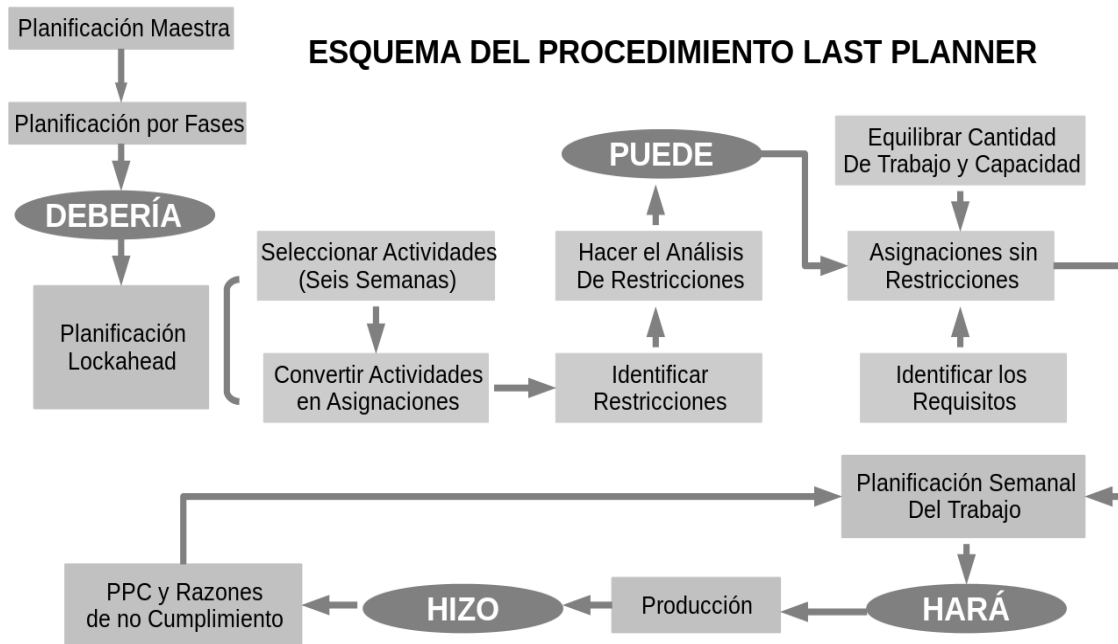 ESQUEMA DEL PROCEDIMIENTO LAST PLANNER
Planificación Maestra
Planificación por Fases
DEBERÍA
Planificación
Lockahead
Seleccionar Actividades
(Seis Semanas)
Convertir Actividades
en Asignaciones
Identificar
Restricciones
Hacer el Análisis
De Restricciones
PUEDE
Equilibrar Cantidad
De Trabajo y Capacidad
Asignaciones sin
Restricciones
Identificar los
Requisitos
Planificación Semanal
Del Trabajo
HARÁ
Producción
HIZO
PPC y Razones
de no Cumplimiento